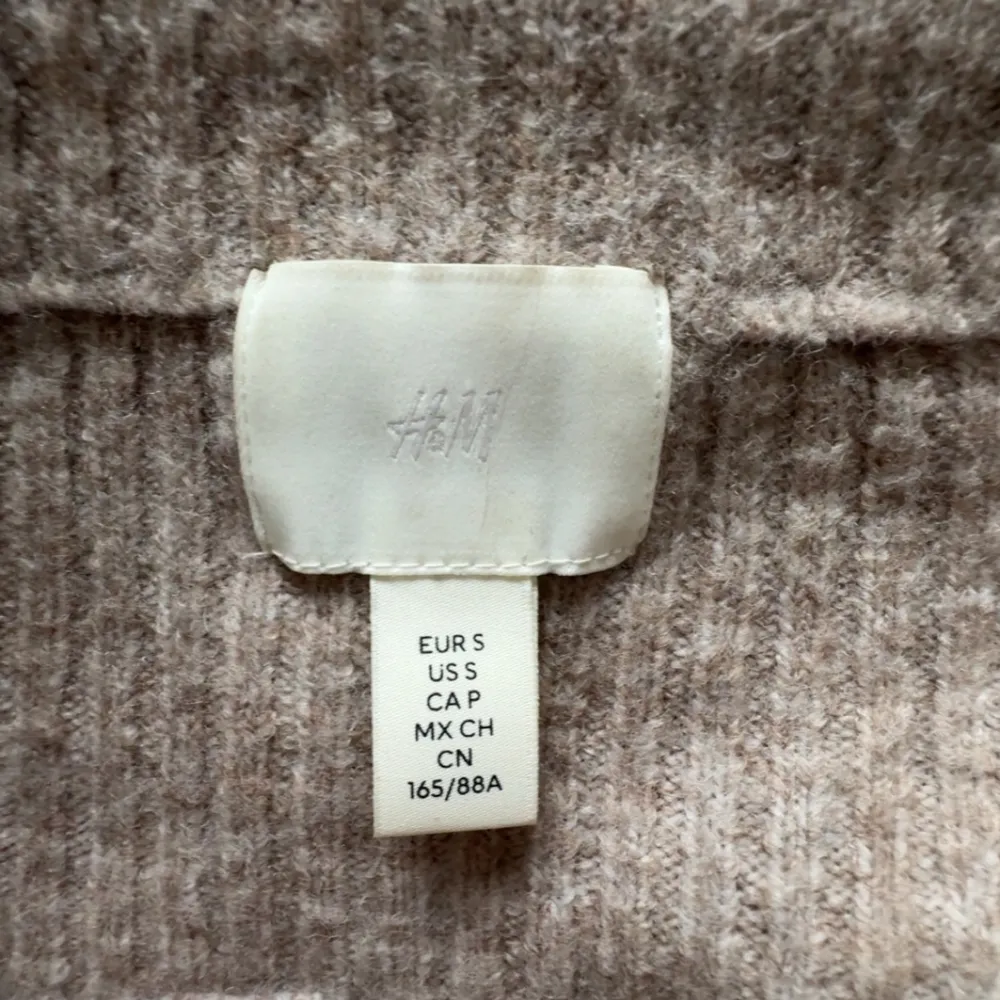 H&M
EUR S
US S
CA P
MX CH
CN
165/88A